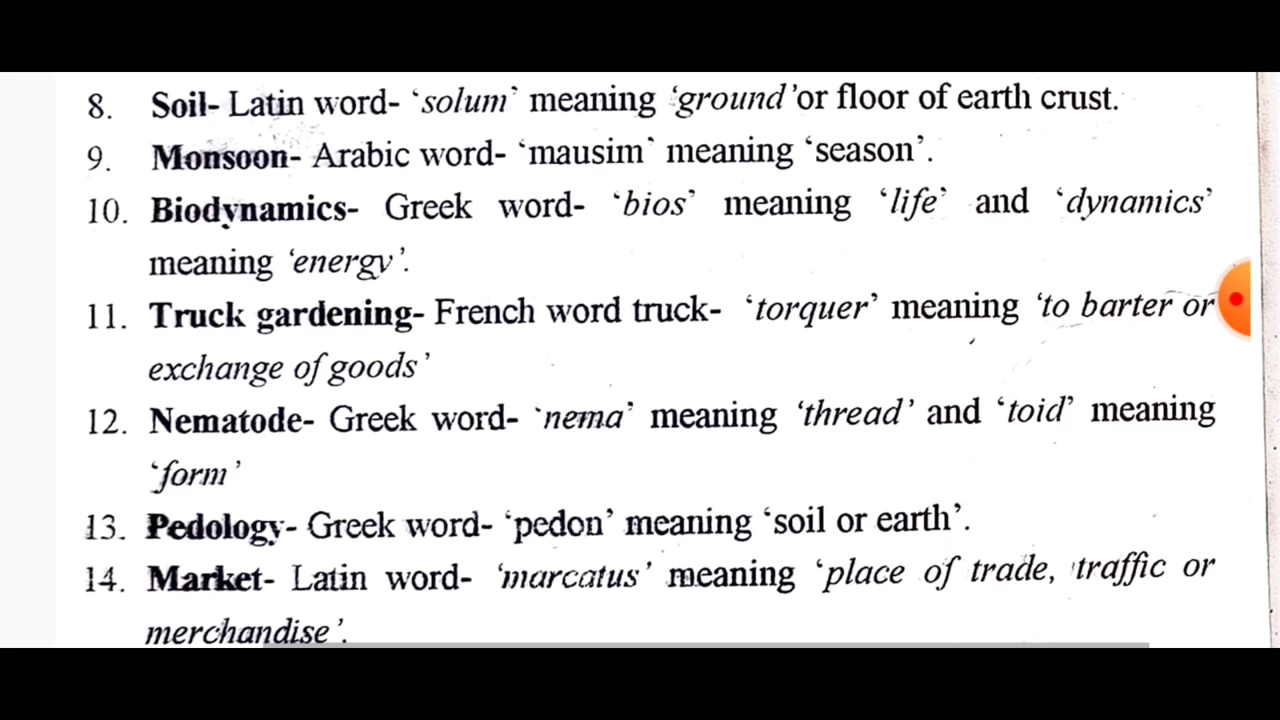 8. Soil- Latin word- ‘solum’ meaning ‘ground’or floor of earth crust.
9. Monsoon- Arabic word- ‘mausim’ meaning ‘season’.
10. Biodynamics- Greek word- ‘bios’ meaning ‘life’ and ‘dynamics’
meaning ‘energy’.
11. Truck gardening- French word truck- ‘torquer’ meaning ‘to barter or
exchange of goods’
12. Nematode- Greek word- ‘nema’ meaning ‘thread’ and ‘toid’ meaning
‘form’
13. Pedology- Greek word- ‘pedon’ meaning ‘soil or earth’.
14. Market- Latin word- ‘marcatus’ meaning ‘place of trade, traffic or
merchandise’.